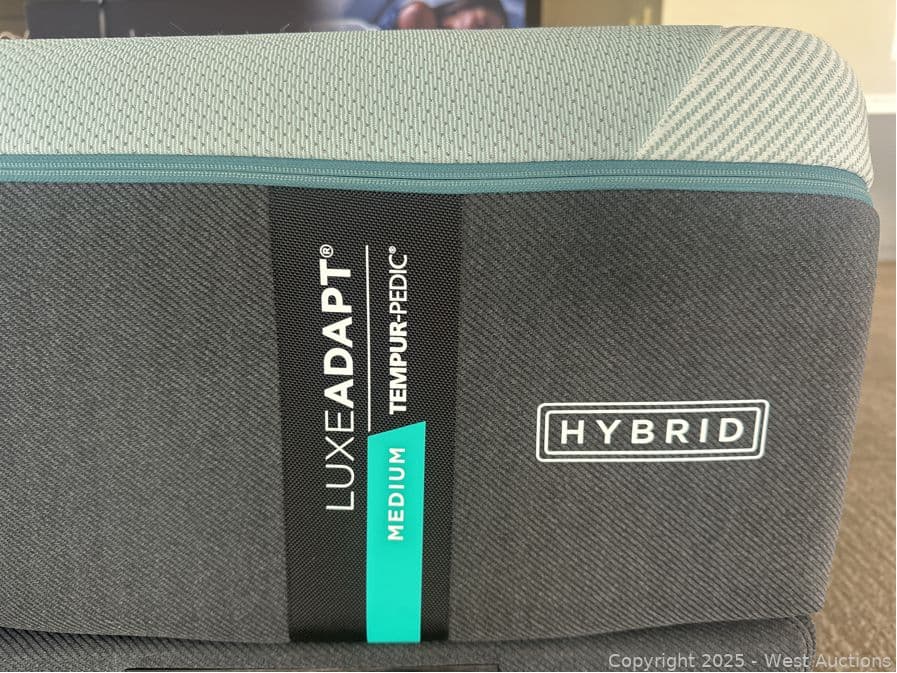 LUXEADAPT®
TEMPUR-PEDIC®
MEDIUM
HYBRID
Copyright 2025 - West Auctions